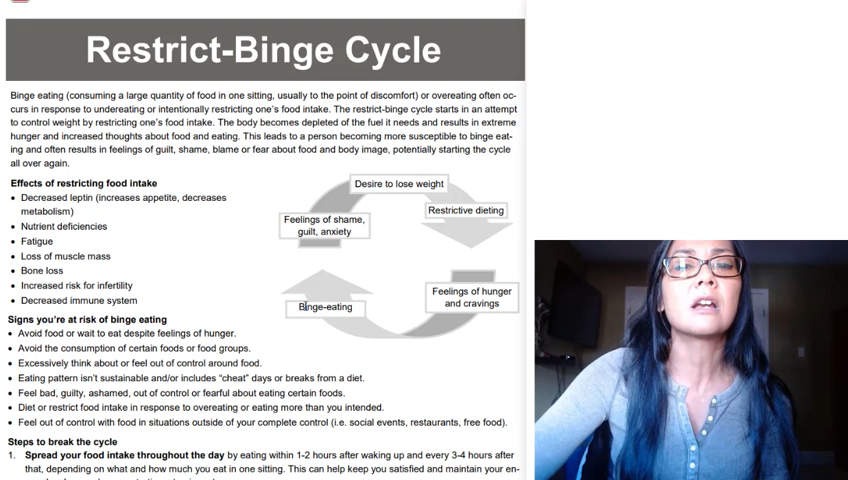 Restrict-Binge Cycle
Binge eating (consuming a large quantity of food in one sitting, usually to the point of discomfort) or overeating often oc-
curs in response to undereating or intentionally restricting one's food intake. The restrict-binge cycle starts in an attempt
to control weight by restricting one's food intake. The body becomes depleted of the fuel it needs and results in extreme
hunger and increased thoughts about food and eating. This leads to a person becoming more susceptible to binge eat-
ing and often results in feelings of guilt, shame, blame or fear about food and body image, potentially starting the cycle
all over again.
Effects of restricting food intake
• Decreased leptin (increases appetite, decreases
metabolism)
• Nutrient deficiencies
• Fatigue
• Loss of muscle mass
• Bone loss
• Increased risk for infertility
• Decreased immune system
Desire to lose weight
Restrictive dieting
Feelings of hunger
and cravings
Binge-eating
Feelings of shame,
guilt, anxiety
Signs you're at risk of binge eating
• Avoid food or wait to eat despite feelings of hunger.
• Avoid the consumption of certain foods or food groups.
• Excessively think about or feel out of control around food.
• Eating pattern isn't sustainable and/or includes "cheat" days or breaks from a diet.
• Feel bad, guilty, ashamed, out of control or fearful about eating certain foods.
• Diet or restrict food intake in response to overeating or eating more than you intended.
• Feel out of control with food in situations outside of your complete control (i.e. social events, restaurants, free food).
Steps to break the cycle
1. Spread your food intake throughout the day by eating within 1-2 hours after waking up and every 3-4 hours after
that, depending on what and how much you eat in one sitting. This can help keep you satisfied and maintain your en-